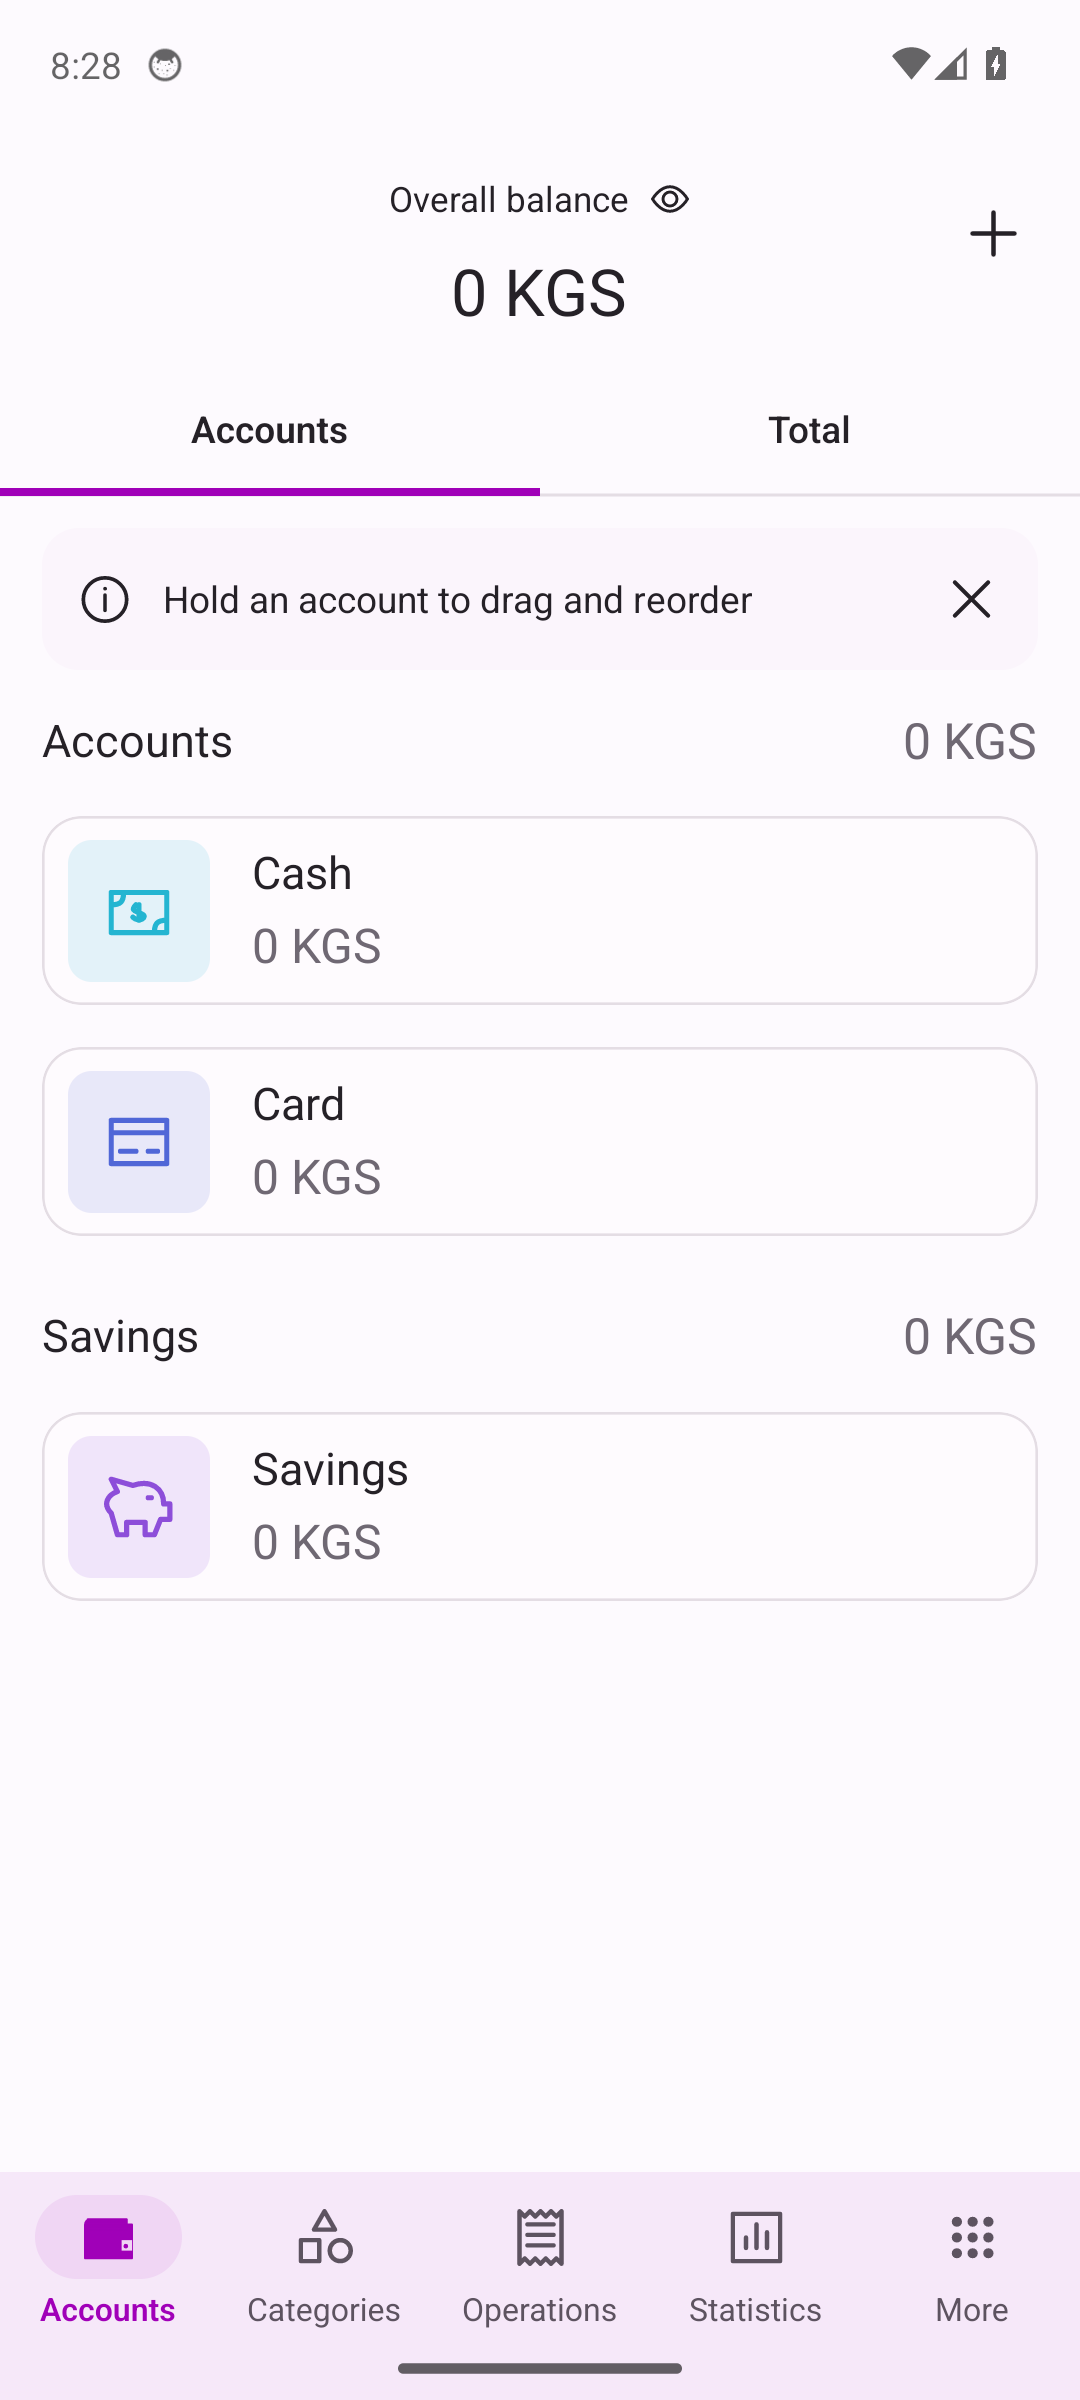 8:28
Overall balance
0 KGS
Accounts
Total
Hold an account to drag and reorder
Accounts
0 KGS
Cash
0 KGS
Card
0 KGS
Savings
0 KGS
Savings
0 KGS
Accounts
Categories
Operations
Statistics
More